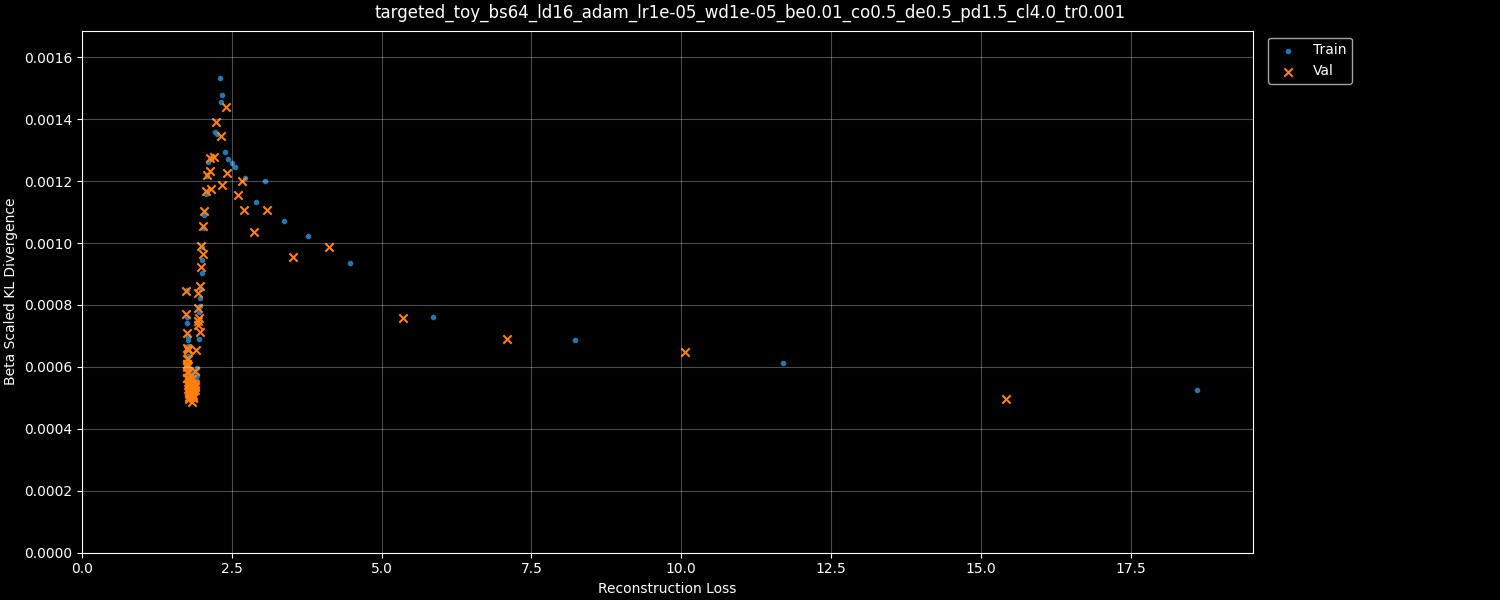 targeted_toy_bs64_ld16_adam_lr1e-05_wd1e-05_be0.01_co0.5_de0.5_pd1.5_cl4.0_tr0.001
Train
Val
0.0016
0.0014
0.0012
0.0010
0.0008
0.0006
0.0004
0.0002
0.0000
Beta Scaled KL Divergence
0.0 2.5 5.0 7.5 10.0 12.5 15.0 17.5
Reconstruction Loss